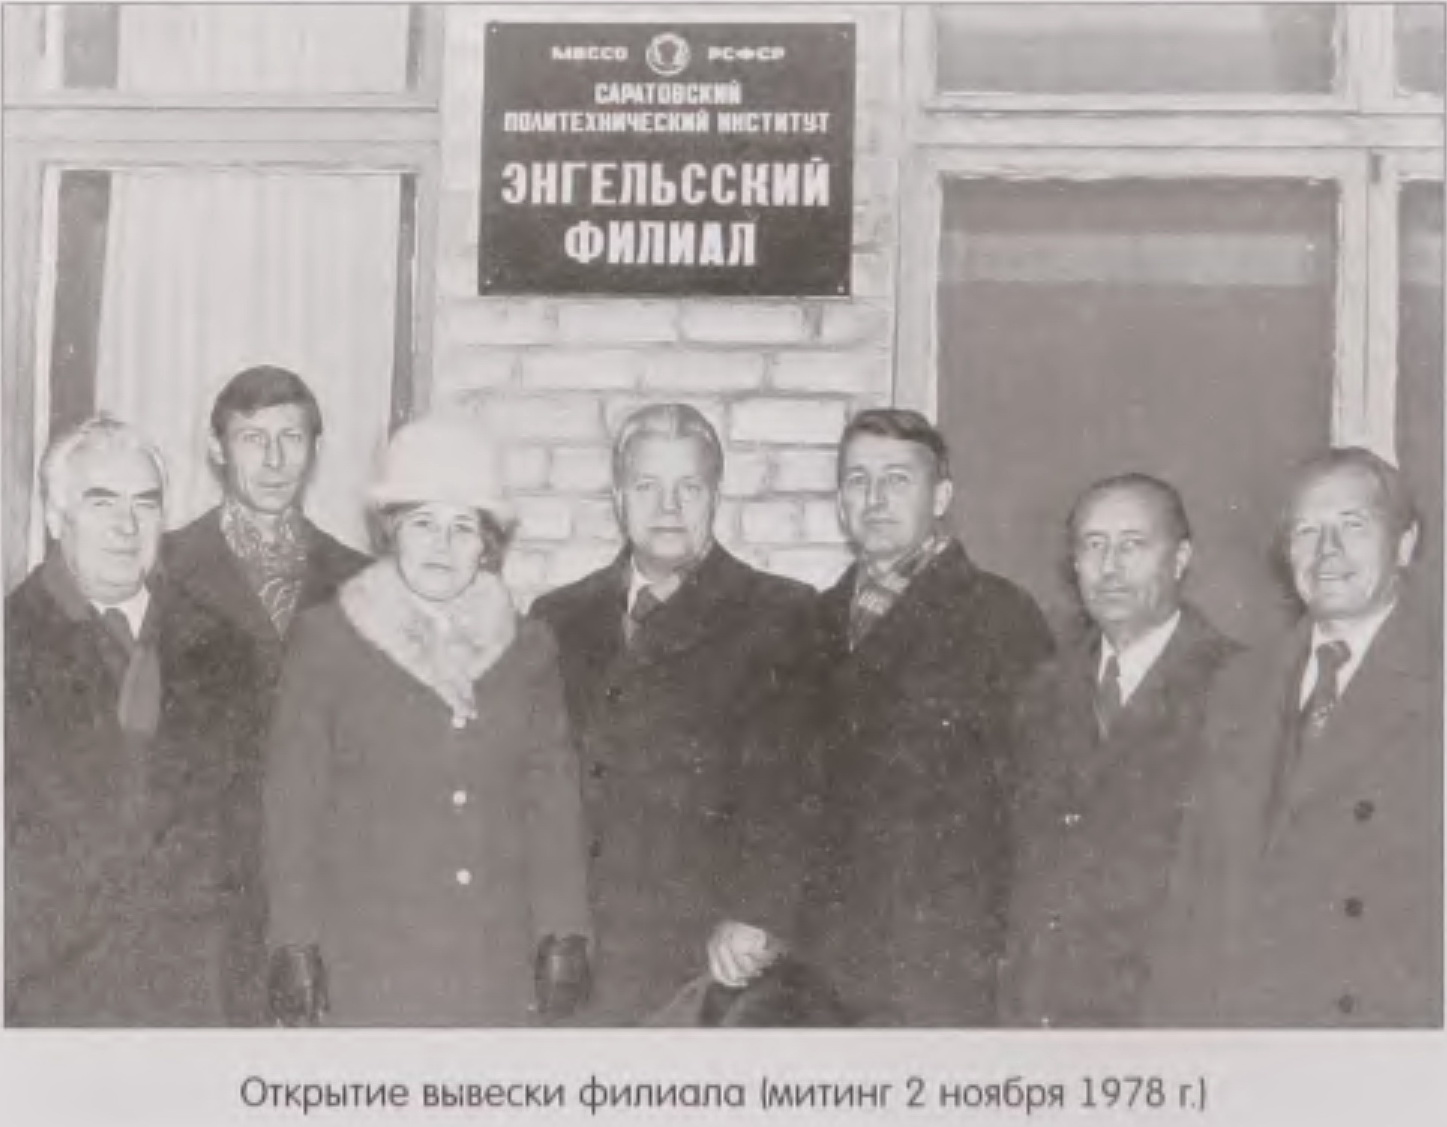 МВССО РСФСР
САРАТОВСКИЙ
ПОЛИТЕХНИЧЕСКИЙ ИНСТИТУТ
ЭНГЕЛЬССКИЙ
ФИЛИАЛ
Открытие вывески филиала (митинг 2 ноября 1978 г.)